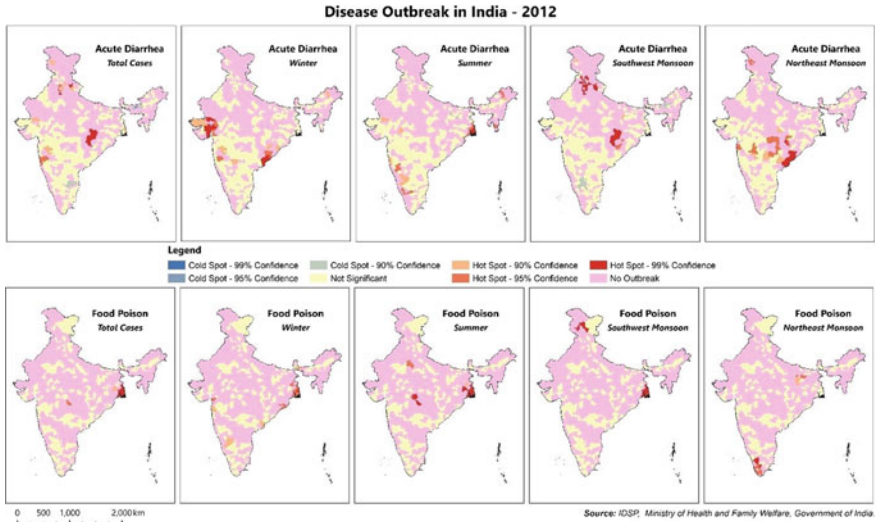 Disease Outbreak in India - 2012
Acute Diarrhea
Total Cases
Acute Diarrhea
Winter
Acute Diarrhea
Summer
Acute Diarrhea
Southwest Monsoon
Acute Diarrhea
Northeast Monsoon
Legend
Cold Spot - 99% Confidence
Cold Spot - 90% Confidence
Hot Spot - 90% Confidence
Hot Spot - 99% Confidence
Cold Spot - 95% Confidence
Not Significant
Hot Spot - 95% Confidence
No Outbreak
Food Poison
Total Cases
Food Poison
Winter
Food Poison
Summer
Food Poison
Southwest Monsoon
Food Poison
Northeast Monsoon
0 500 1,000 2,000 km
Source: IDSP, Ministry of Health and Family Welfare, Government of India.